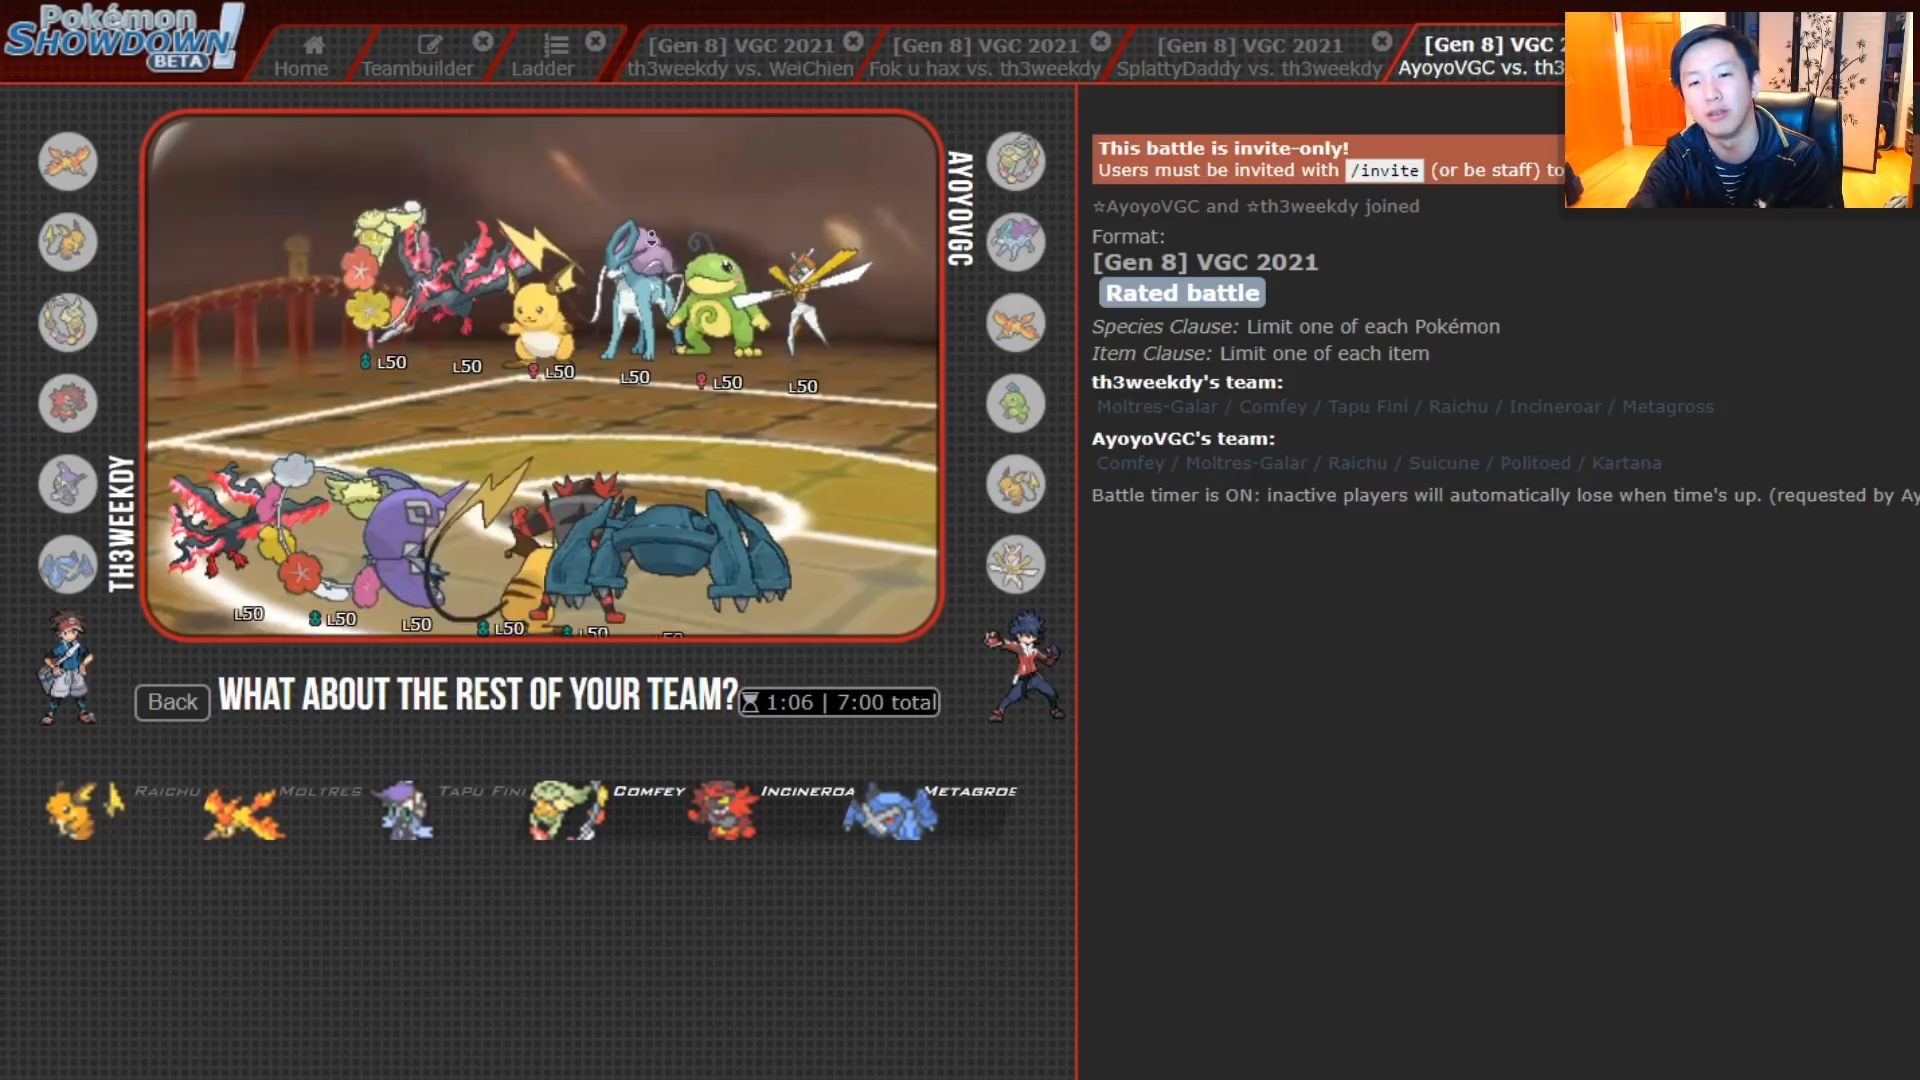 Pokémon
SHOWDOWN!
BETA
Home
Teambuilder
Ladder
[Gen 8] VGC 2021
th3weekdy vs. WeiChien
[Gen 8] VGC 2021
Fok u hax vs. th3weekdy
[Gen 8] VGC 2021
SplattyDaddy vs. th3weekdy
[Gen 8] VGC 2
AyoyoVGC vs. th3
AYOYOVGC
TH3WEEKDY
L50
L50
L50
L50
L50
L50
L50
L50
L50
L50
L50
Back
WHAT ABOUT THE REST OF YOUR TEAM?
1:06 | 7:00 total
RAICHU
MOLTRES
TAPU FINI
COMFEY
INCINEROA
METAGROS
This battle is invite-only!
Users must be invited with /invite (or be staff) to
☆AyoyoVGC and ☆th3weekdy joined
Format:
[Gen 8] VGC 2021
Rated battle
Species Clause: Limit one of each Pokémon
Item Clause: Limit one of each item
th3weekdy's team:
Moltres-Galar / Comfey / Tapu Fini / Raichu / Incineroar / Metagross
AyoyoVGC's team:
Comfey / Moltres-Galar / Raichu / Suicune / Politoed / Kartana
Battle timer is ON: inactive players will automatically lose when time's up. (requested by Ay